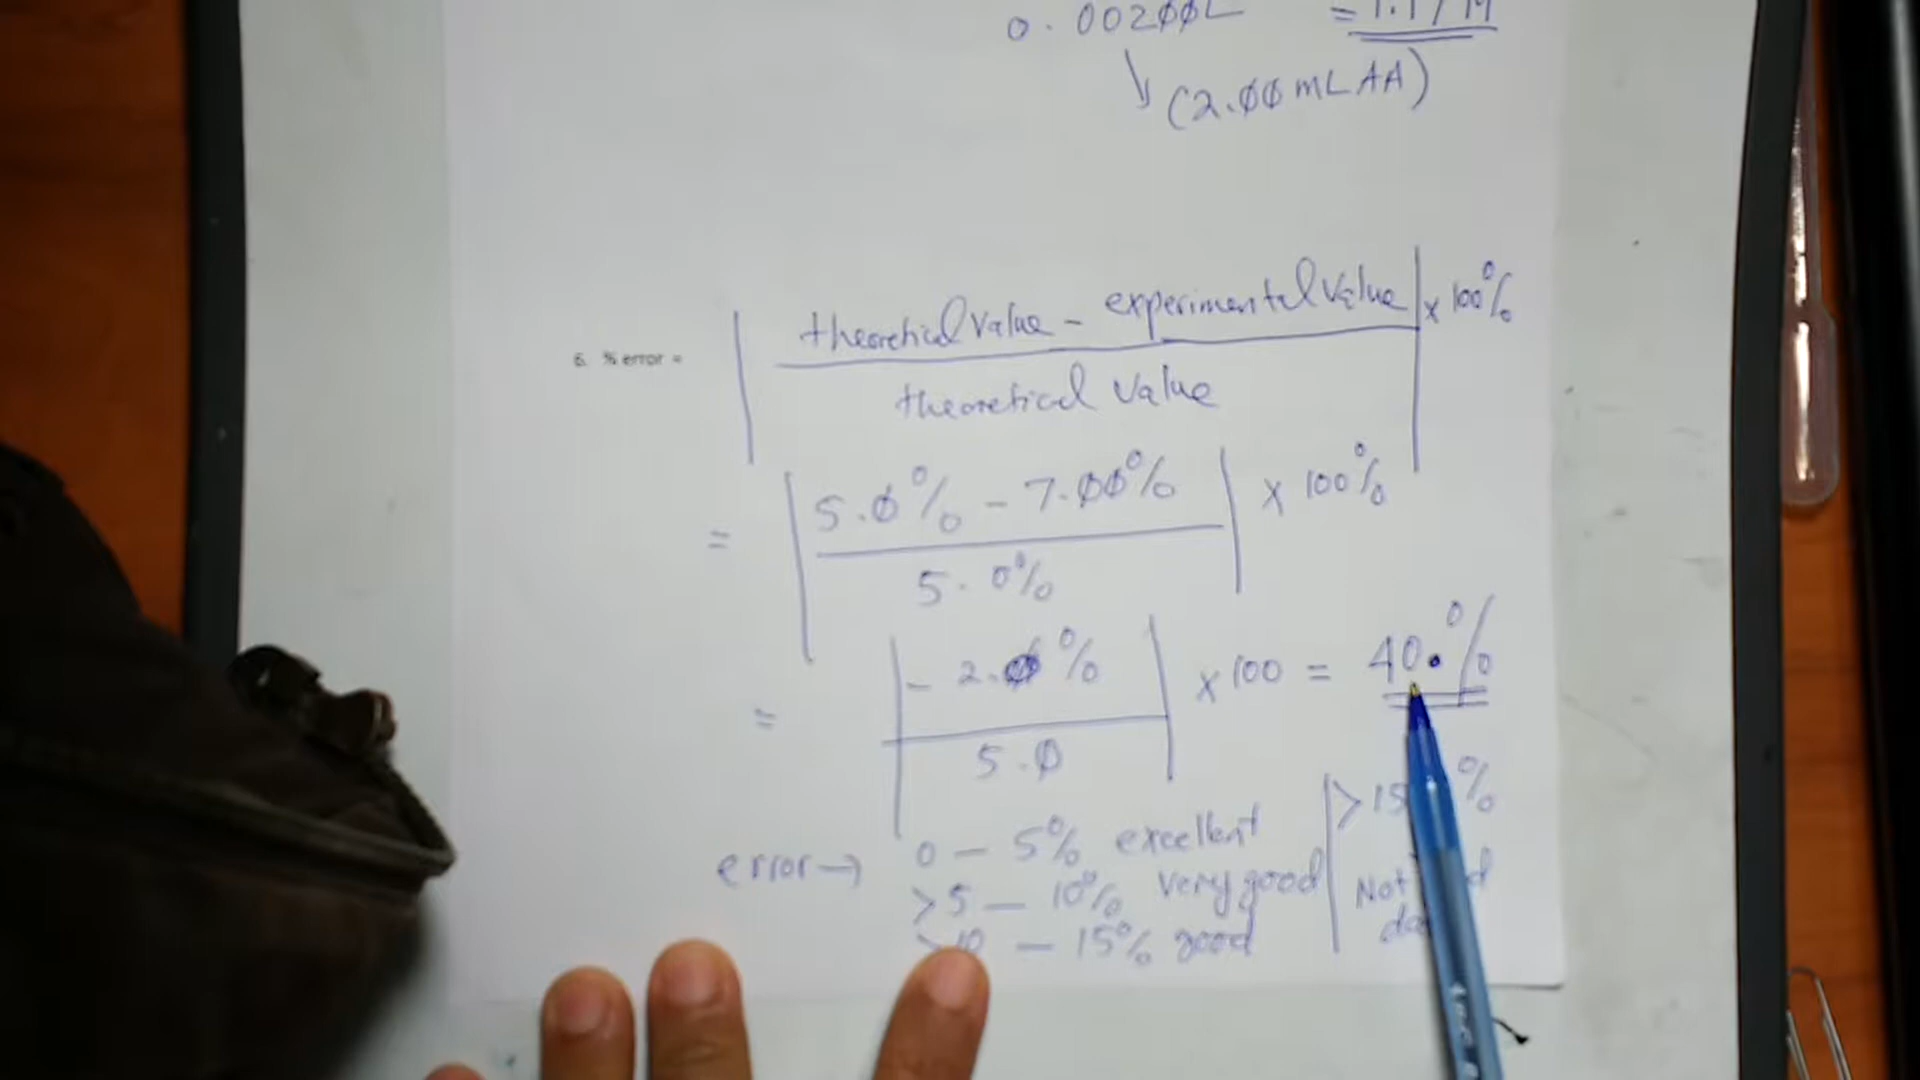 0.00200L =
(2.00 mL AA)
6. % error = | theoretical value - experimental value | x 100%
theoretical value
= | 5.0% - 7.00% | x 100%
5.0%
= | -2.0% | x 100 = 40.%
5.0
error → 0 - 5% excellent | > 15 %
>5 - 10% very good | Not
>10 - 15% good